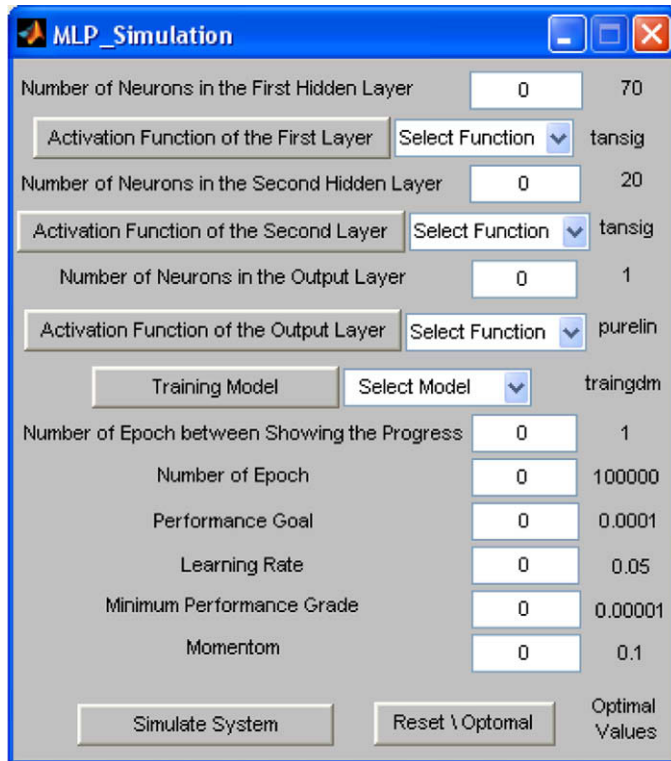 MLP_Simulation
Number of Neurons in the First Hidden Layer 0 70
Activation Function of the First Layer Select Function tansig
Number of Neurons in the Second Hidden Layer 0 20
Activation Function of the Second Layer Select Function tansig
Number of Neurons in the Output Layer 0 1
Activation Function of the Output Layer Select Function purelin
Training Model Select Model traingdm
Number of Epoch between Showing the Progress 0 1
Number of Epoch 0 100000
Performance Goal 0 0.0001
Learning Rate 0 0.05
Minimum Performance Grade 0 0.00001
Momentom 0 0.1
Simulate System Reset \ Optomal Optimal
Values